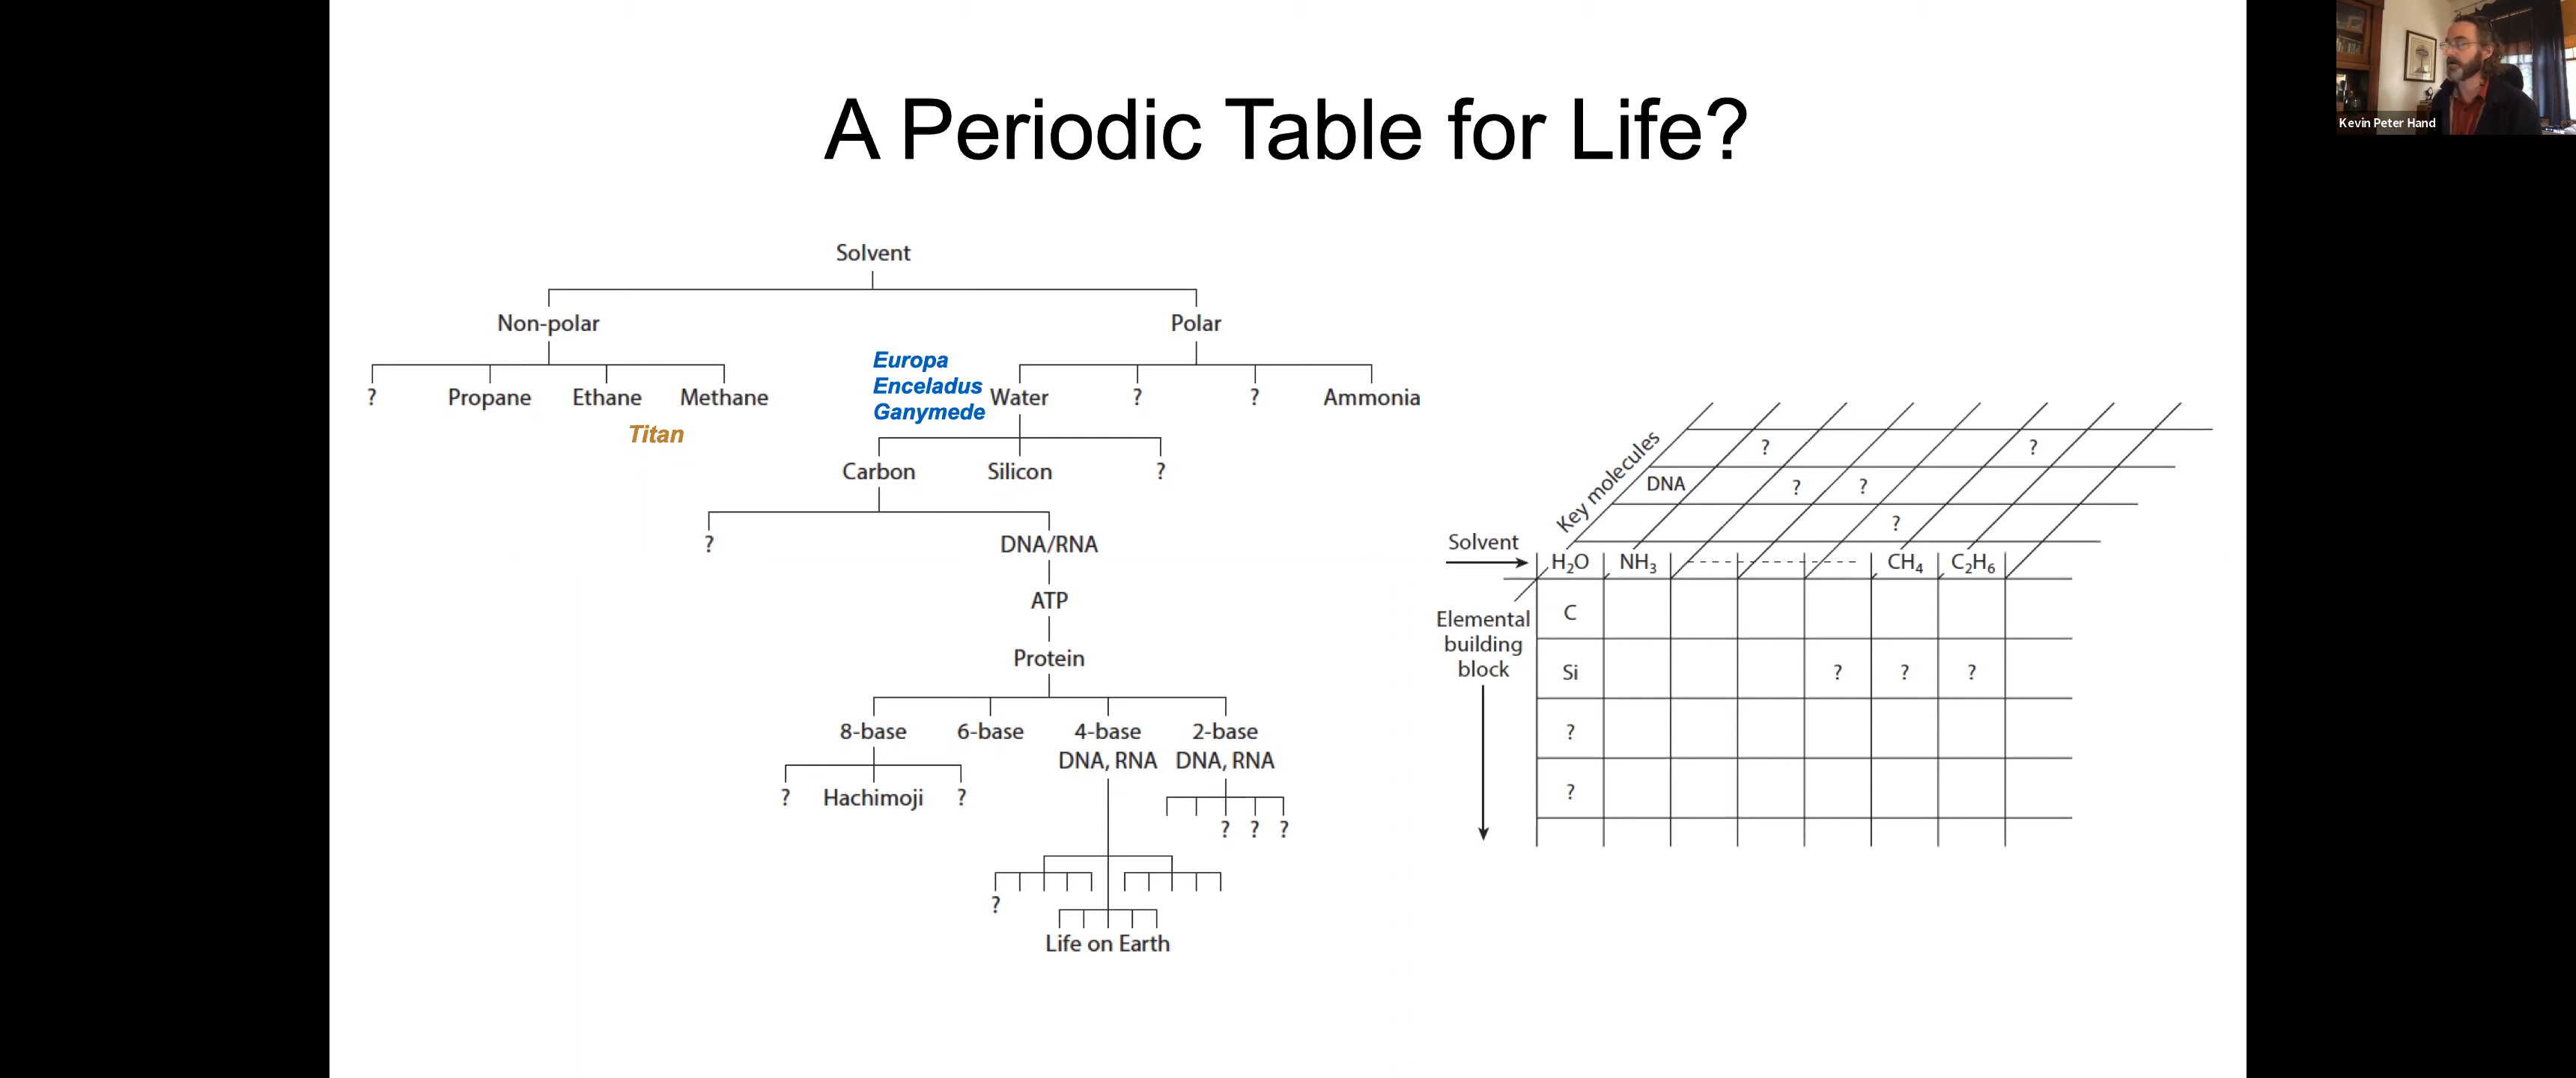 Kevin Peter Hand
A Periodic Table for Life?
Solvent
Non-polar
Polar
? Propane Ethane Methane
Titan
Europa
Enceladus
Ganymede
Water ? ? Ammonia
Carbon Silicon ?
? DNA/RNA
ATP
Protein
8-base 6-base 4-base 2-base
DNA, RNA DNA, RNA
? Hachimoji ?
? ? ?
?
Life on Earth
Key molecules
? ?
DNA ? ?
?
Solvent
H₂O NH₃ CH₄ C₂H₆
Elemental
building
block
C
Si ? ? ?
?
?